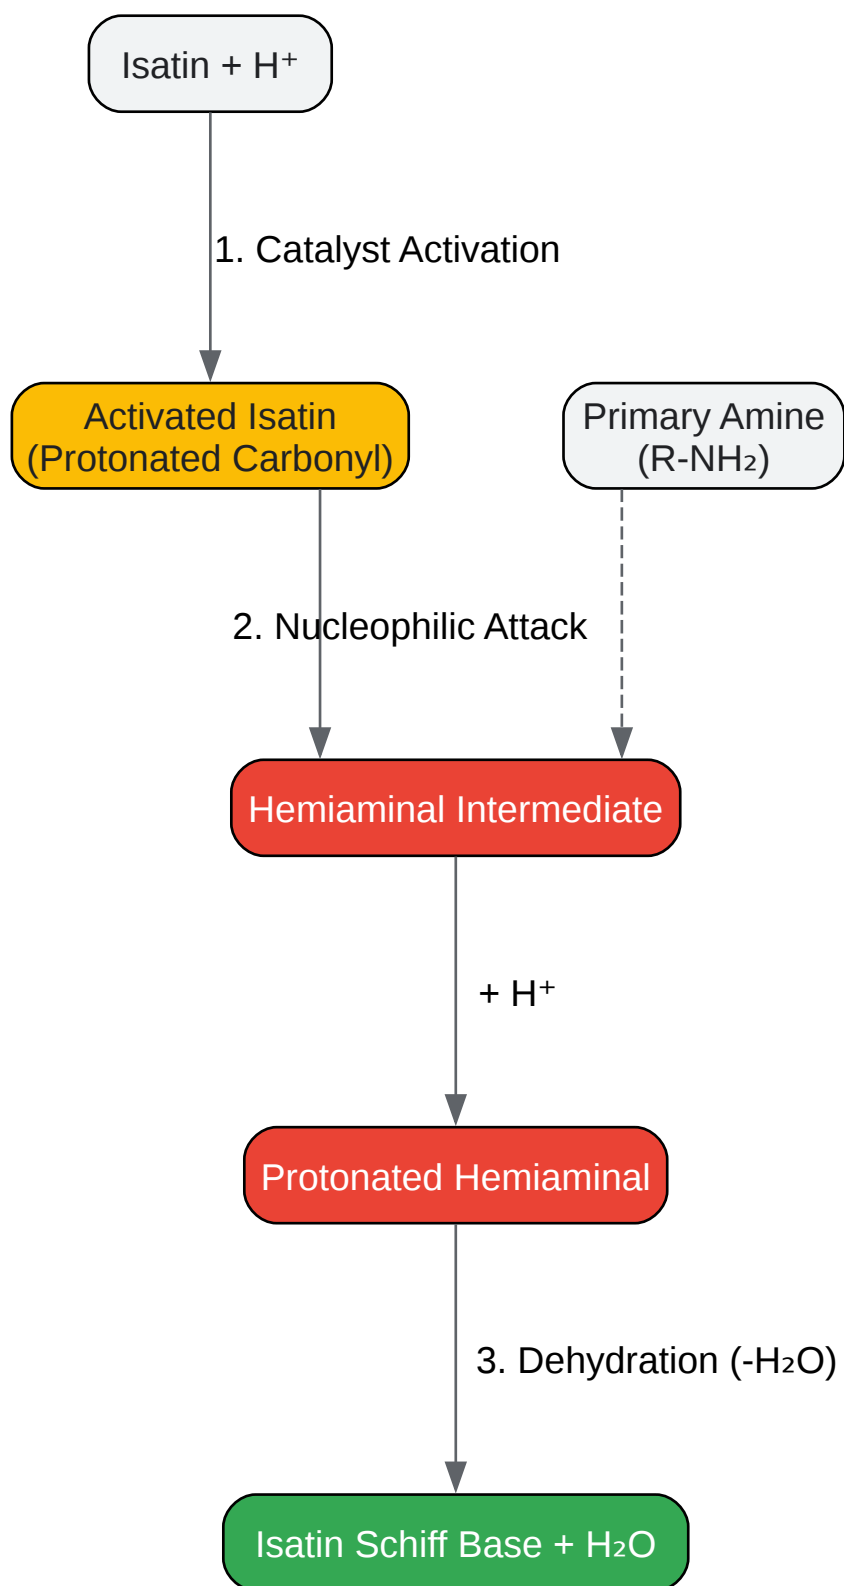 Isatin + H⁺
1. Catalyst Activation
Activated Isatin
(Protonated Carbonyl)
Primary Amine
(R-NH₂)
2. Nucleophilic Attack
Hemiaminal Intermediate
+ H⁺
Protonated Hemiaminal
3. Dehydration (-H₂O)
Isatin Schiff Base + H₂O